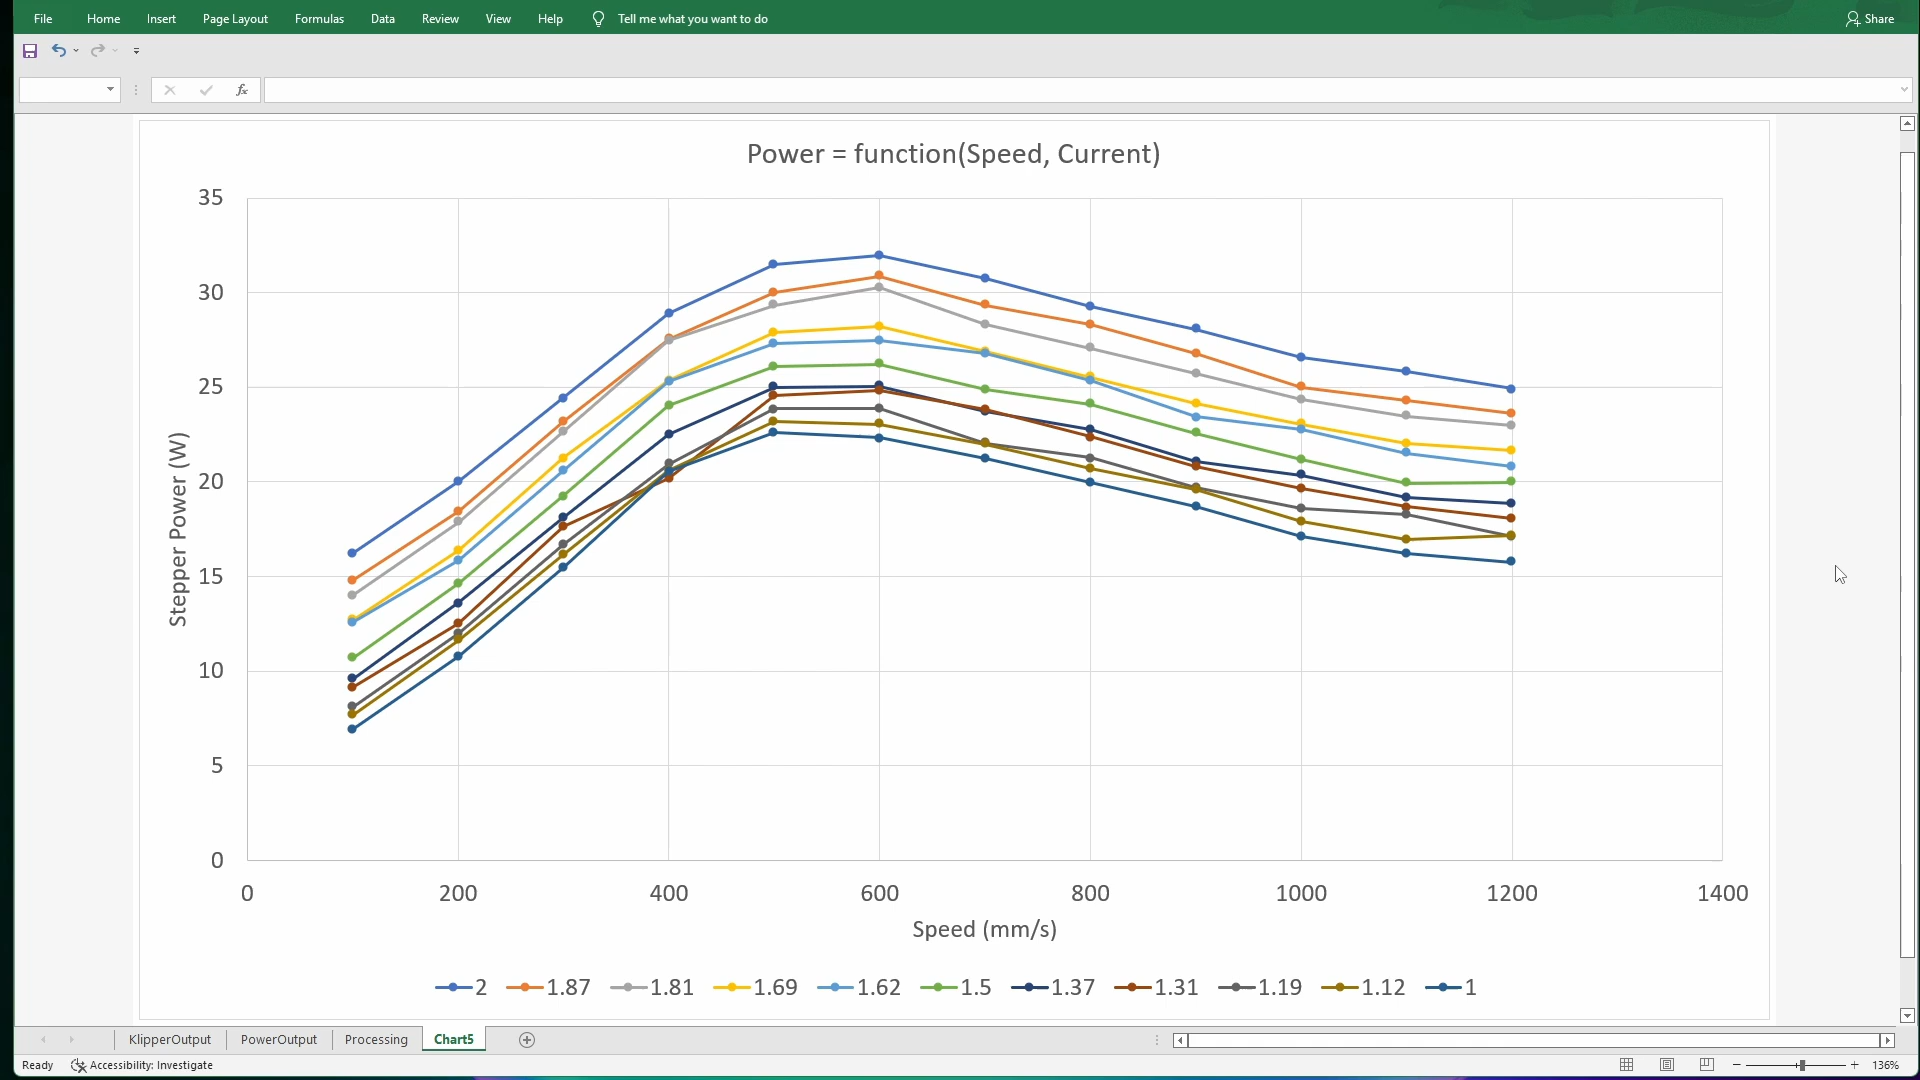 File Home Insert Page Layout Formulas Data Review View Help Tell me what you want to do Share
fx
Power = function(Speed, Current)
35
30
25
20
15
10
5
0
Stepper Power (W)
0 200 400 600 800 1000 1200 1400
Speed (mm/s)
2 1.87 1.81 1.69 1.62 1.5 1.37 1.31 1.19 1.12 1
KlipperOutput PowerOutput Processing Chart5
Ready Accessibility: Investigate 136%